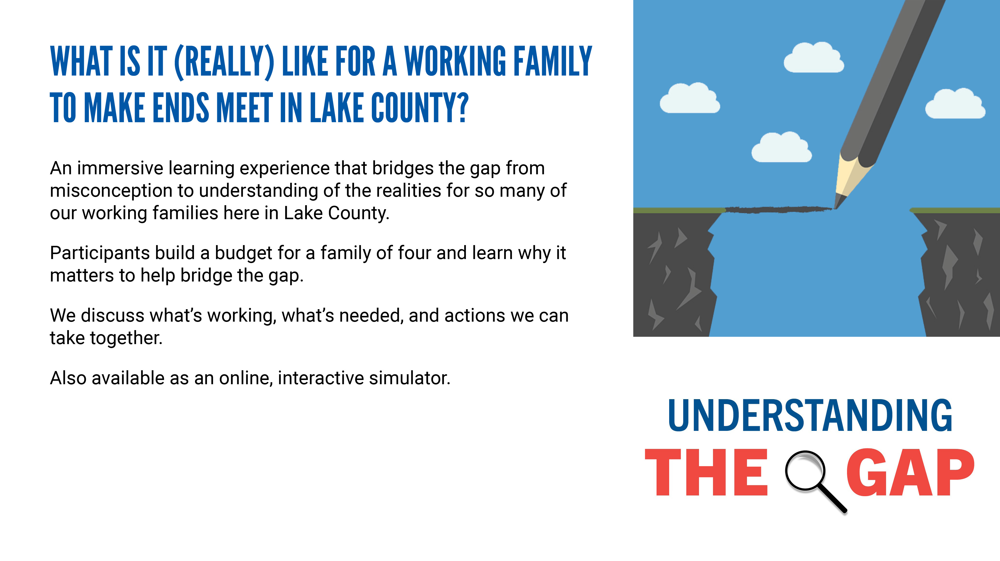 WHAT IS IT (REALLY) LIKE FOR A WORKING FAMILY
TO MAKE ENDS MEET IN LAKE COUNTY?
An immersive learning experience that bridges the gap from
misconception to understanding of the realities for so many of
our working families here in Lake County.
Participants build a budget for a family of four and learn why it
matters to help bridge the gap.
We discuss what’s working, what’s needed, and actions we can
take together.
Also available as an online, interactive simulator.
UNDERSTANDING
THE GAP